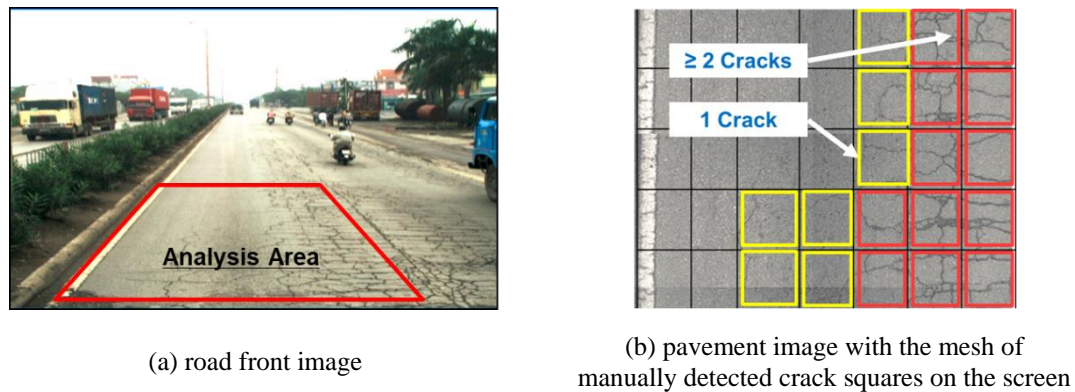 Analysis Area
≥ 2 Cracks
1 Crack
(a) road front image
(b) pavement image with the mesh of
manually detected crack squares on the screen